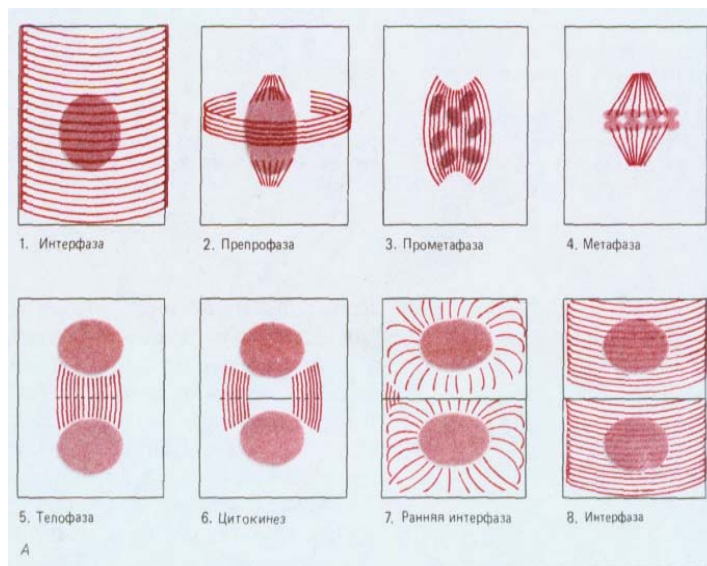 1. Интерфаза
2. Препрофаза
3. Прометафаза
4. Метафаза
5. Телофаза
6. Цитокинез
7. Ранняя интерфаза
8. Интерфаза
А